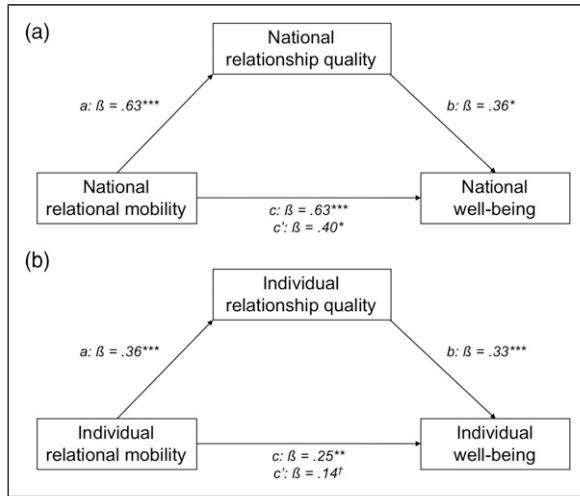 (a)
National
relationship quality
a: ß = .63***
b: ß = .36*
National
relational mobility
c: ß = .63***
c': ß = .40*
National
well-being
(b)
Individual
relationship quality
a: ß = .36***
b: ß = .33***
Individual
relational mobility
c: ß = .25**
c': ß = .14†
Individual
well-being